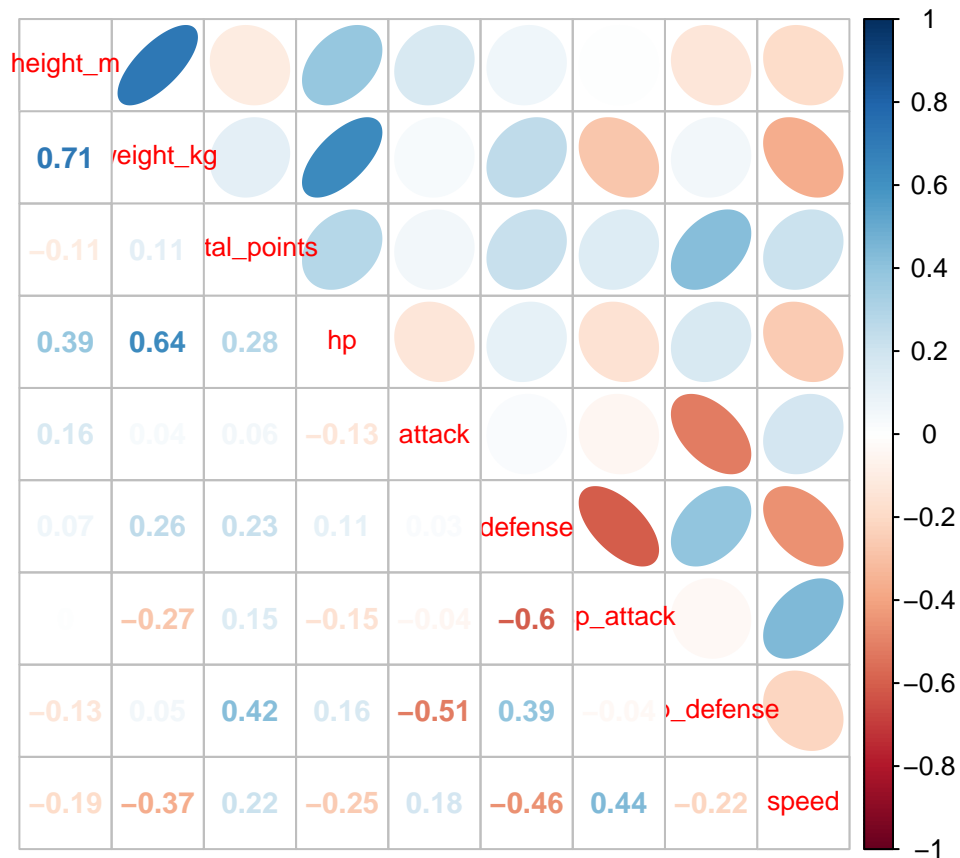 height_m
0.71 eight_kg
−0.11 0.11 tal_points
0.39 0.64 0.28 hp
0.16 0.04 0.06 −0.13 attack
0.07 0.26 0.23 0.11 0.03 defense
0 −0.27 0.15 −0.15 −0.04 −0.6 p_attack
−0.13 0.05 0.42 0.16 −0.51 0.39 −0.04 _defense
−0.19 −0.37 0.22 −0.25 0.18 −0.46 0.44 −0.22 speed
1
0.8
0.6
0.4
0.2
0
−0.2
−0.4
−0.6
−0.8
−1